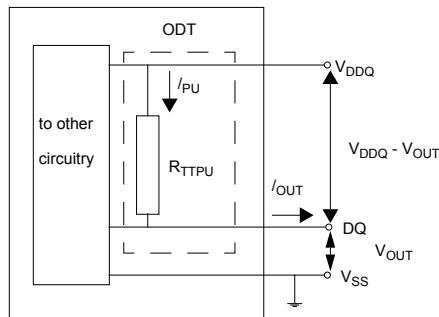 ODT
V_DDQ
I_PU
to other
circuitry
V_DDQ - V_OUT
R_TTPU
I_OUT
DQ
V_OUT
V_SS